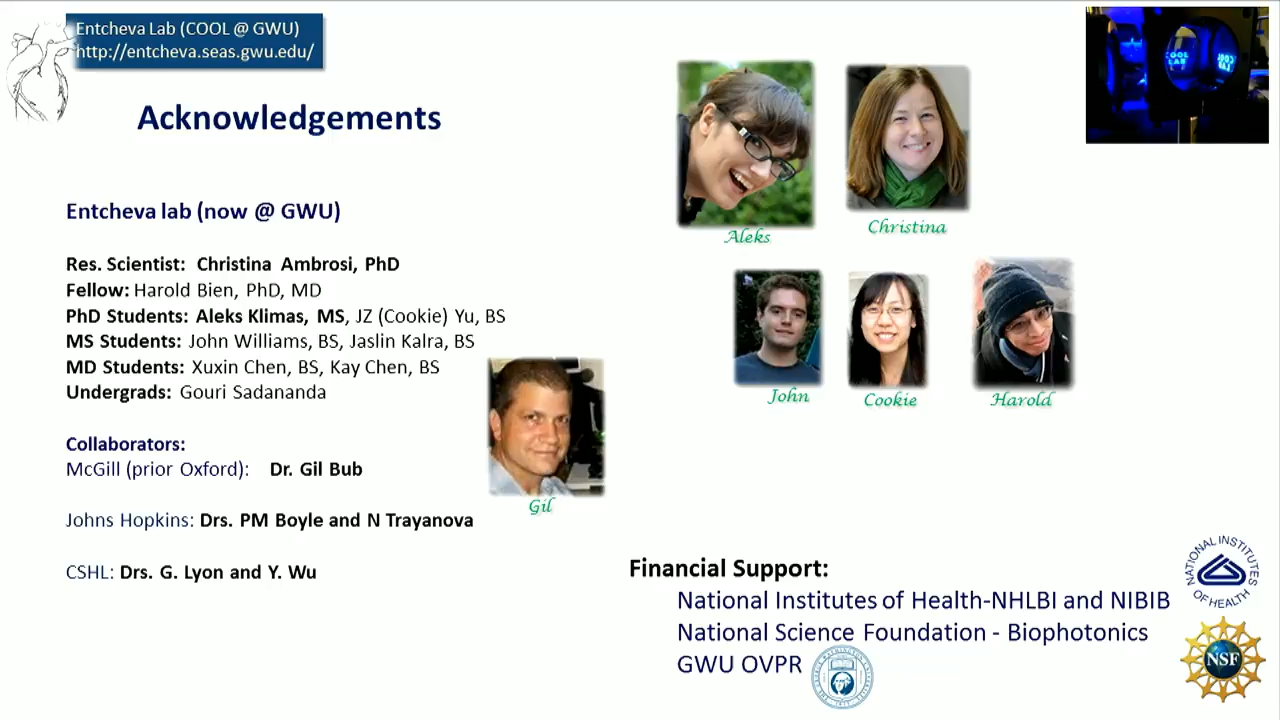 Entcheva Lab (COOL @ GWU)
http://entcheva.seas.gwu.edu/
COOL
LAB
Acknowledgements
Entcheva lab (now @ GWU)
Res. Scientist: Christina Ambrosi, PhD
Fellow: Harold Bien, PhD, MD
PhD Students: Aleks Klimas, MS, JZ (Cookie) Yu, BS
MS Students: John Williams, BS, Jaslin Kalra, BS
MD Students: Xuxin Chen, BS, Kay Chen, BS
Undergrads: Gouri Sadananda
Collaborators:
McGill (prior Oxford): Dr. Gil Bub
Johns Hopkins: Drs. PM Boyle and N Trayanova
CSHL: Drs. G. Lyon and Y. Wu
Gil
Aleks
Christina
John
Cookie
Harold
Financial Support:
National Institutes of Health-NHLBI and NIBIB
National Science Foundation - Biophotonics
GWU OVPR
NATIONAL INSTITUTES
OF HEALTH
NSF